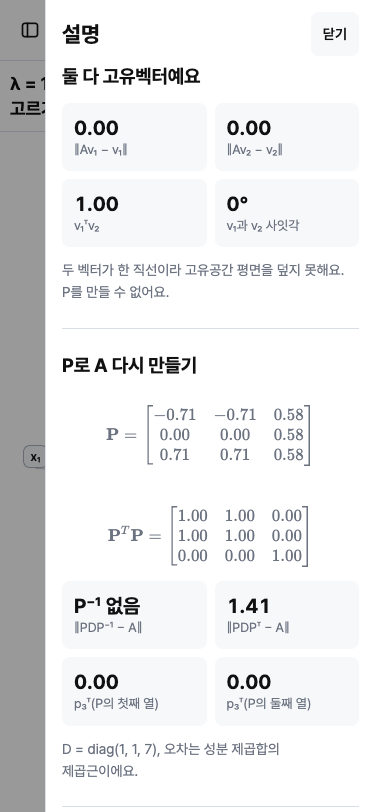 설명
닫기
λ = 1
고르
둘 다 고유벡터예요
0.00
‖Av₁ − v₁‖
0.00
‖Av₂ − v₂‖
1.00
v₁ᵀv₂
0°
v₁과 v₂ 사잇각
두 벡터가 한 직선이라 고유공간 평면을 덮지 못해요.
P를 만들 수 없어요.
P로 A 다시 만들기
P = [−0.71 −0.71 0.58
0.00 0.00 0.58
0.71 0.71 0.58]
PᵀP = [1.00 1.00 0.00
1.00 1.00 0.00
0.00 0.00 1.00]
P⁻¹ 없음
‖PDP⁻¹ − A‖
1.41
‖PDPᵀ − A‖
0.00
p₃ᵀ(P의 첫째 열)
0.00
p₃ᵀ(P의 둘째 열)
x₁
D = diag(1, 1, 7), 오차는 성분 제곱합의
제곱근이에요.